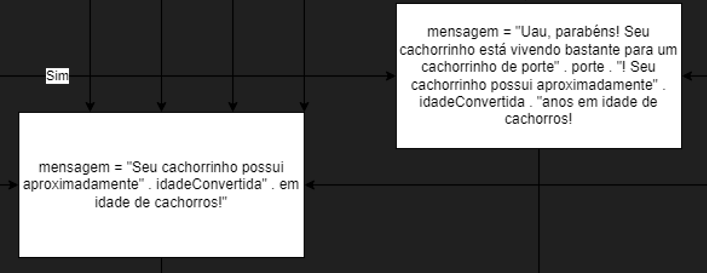 mensagem = "Uau, parabéns! Seu
cachorrinho está vivendo bastante para um
cachorrinho de porte" . porte . "! Seu
cachorrinho possui aproximadamente" .
idadeConvertida . "anos em idade de
cachorros!
Sim
mensagem = "Seu cachorrinho possui
aproximadamente" . idadeConvertida" . em
idade de cachorros!"